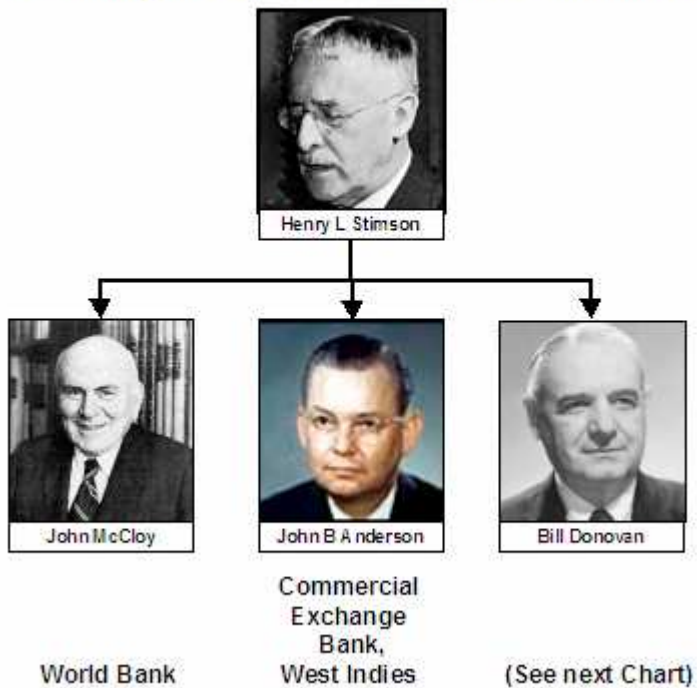 Henry L Stimson
John McCloy
John B Anderson
Bill Donovan
Commercial
Exchange
Bank,
World Bank
West Indies
(See next Chart)